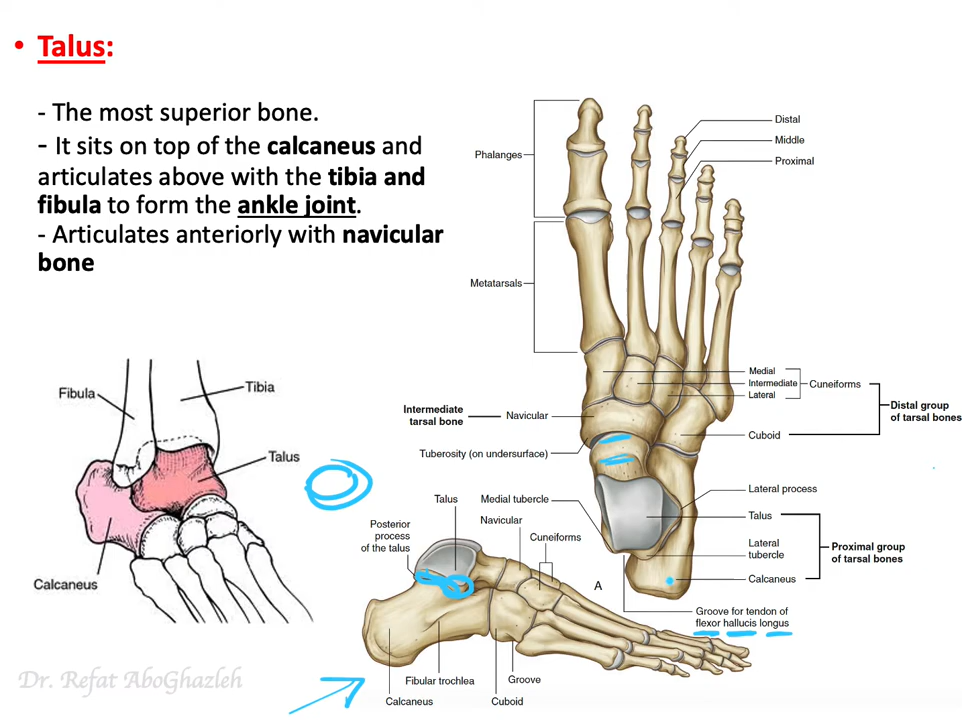 • Talus:
- The most superior bone.
- It sits on top of the calcaneus and
articulates above with the tibia and
fibula to form the ankle joint.
- Articulates anteriorly with navicular
bone
Phalanges
Distal
Middle
Proximal
Metatarsals
Medial
Intermediate
Lateral
Cuneiforms
Distal group
of tarsal bones
Intermediate
tarsal bone
Navicular
Cuboid
Tuberosity (on undersurface)
Lateral process
Medial tubercle
Talus
Lateral
tubercle
Proximal group
of tarsal bones
Calcaneus
A
Groove for tendon of
flexor hallucis longus
Fibula
Tibia
Talus
Calcaneus
Talus
Posterior
process
of the talus
Navicular
Cuneiforms
Fibular trochlea
Groove
Calcaneus
Cuboid
Dr. Refat AboGhazleh